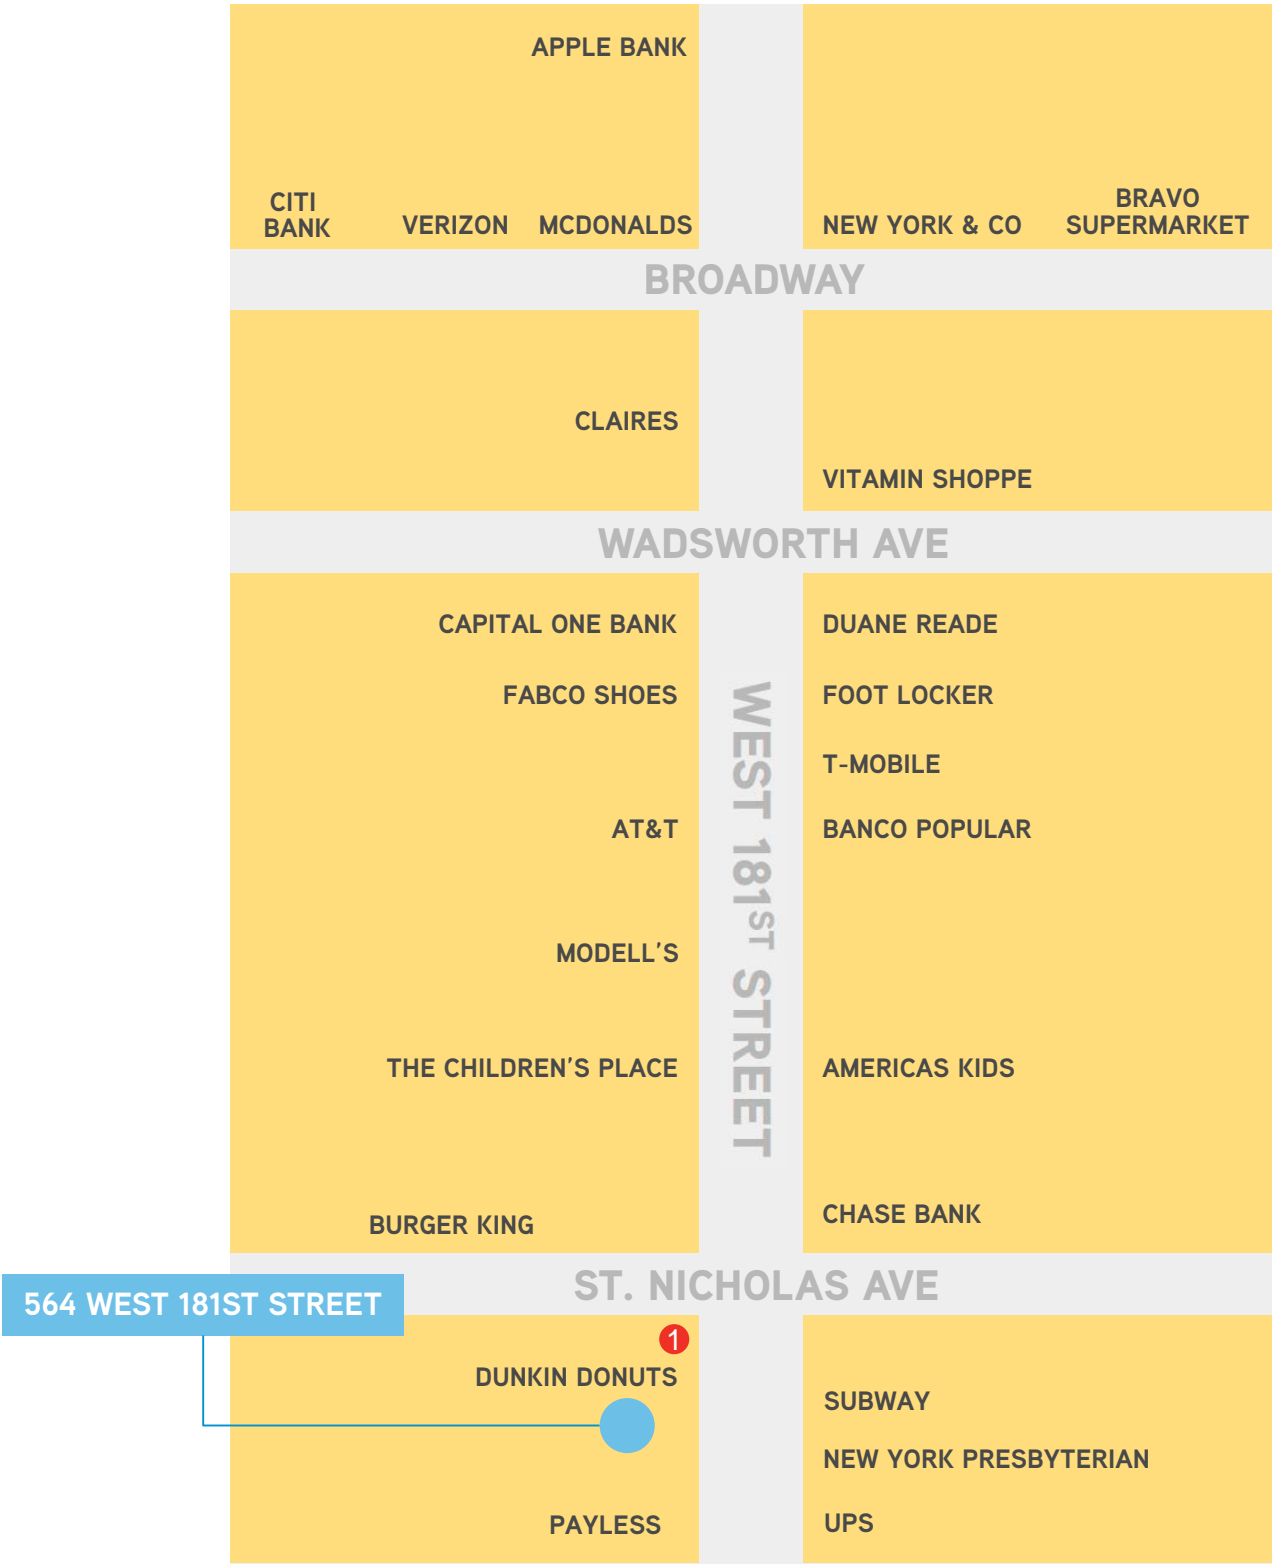 APPLE BANK
CITI
BANK
VERIZON
MCDONALDS
NEW YORK & CO
BRAVO
SUPERMARKET
BROADWAY
CLAIRES
VITAMIN SHOPPE
WADSWORTH AVE
CAPITAL ONE BANK
DUANE READE
FABCO SHOES
FOOT LOCKER
T-MOBILE
AT&T
BANCO POPULAR
WEST 181ST STREET
MODELL'S
THE CHILDREN'S PLACE
AMERICAS KIDS
BURGER KING
CHASE BANK
ST. NICHOLAS AVE
564 WEST 181ST STREET
1
DUNKIN DONUTS
SUBWAY
NEW YORK PRESBYTERIAN
PAYLESS
UPS